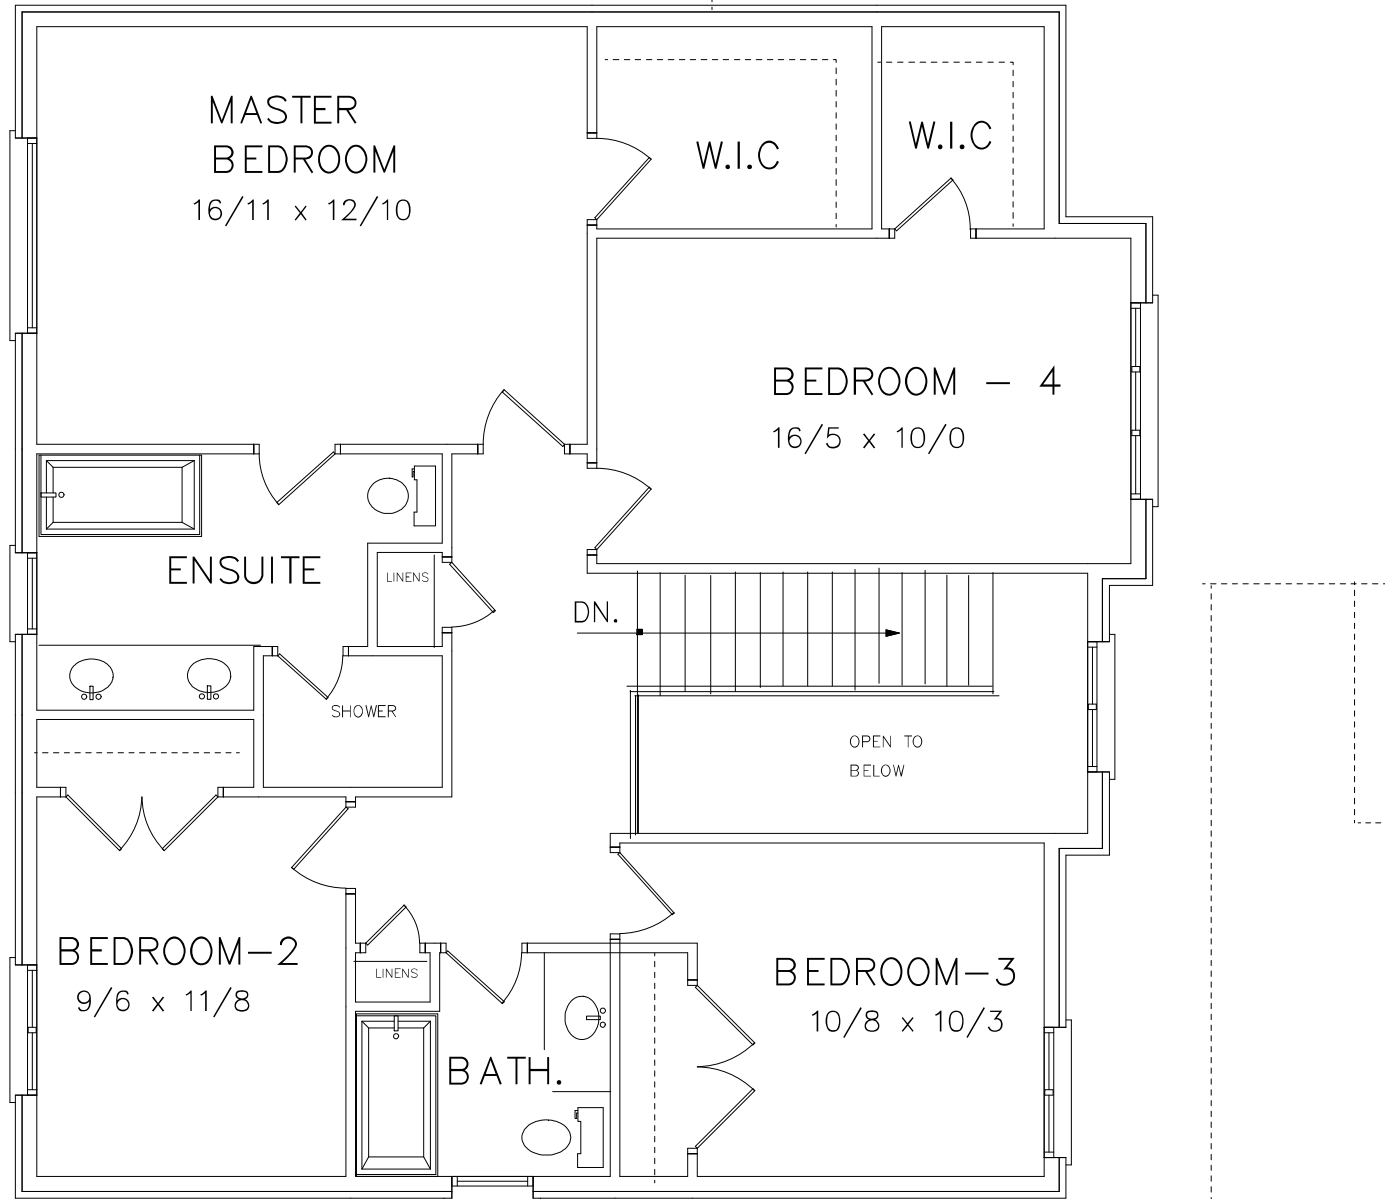 MASTER
BEDROOM
16/11 x 12/10
W.I.C
W.I.C
BEDROOM - 4
16/5 x 10/0
ENSUITE
LINENS
DN.
SHOWER
OPEN TO
BELOW
BEDROOM-2
9/6 x 11/8
LINENS
BATH.
BEDROOM-3
10/8 x 10/3